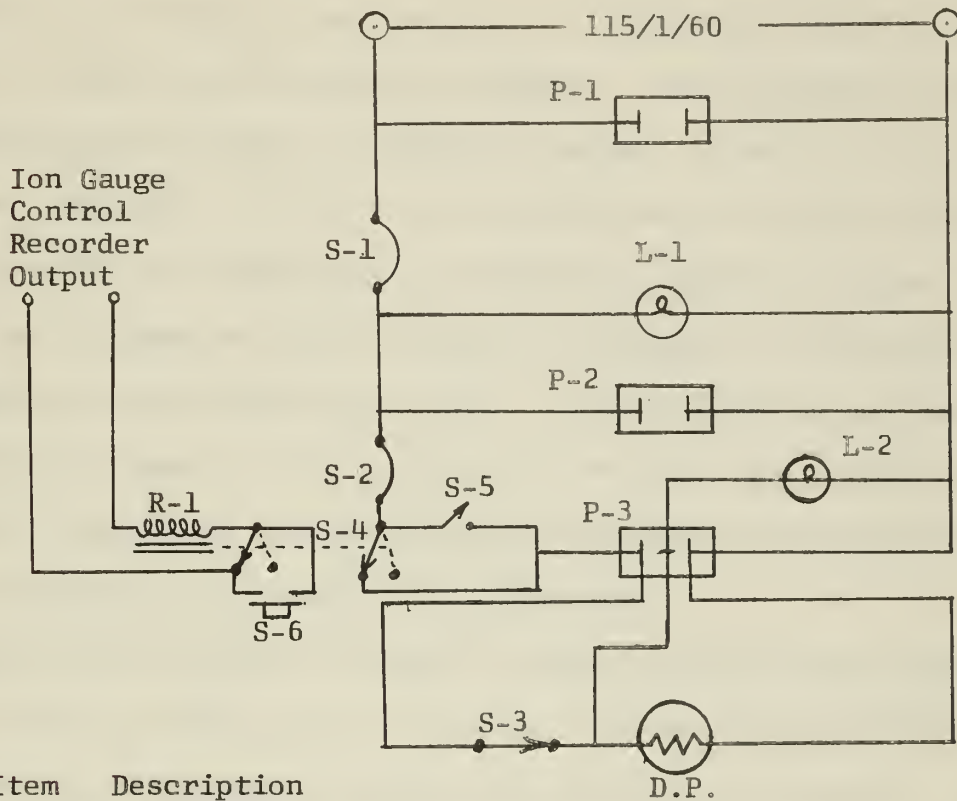 115/1/60
P-1
Ion Gauge
Control
Recorder
Output
S-1
L-1
P-2
L-2
S-2
S-5
R-1
S-4
P-3
S-6
S-3
D.P.
Item Description